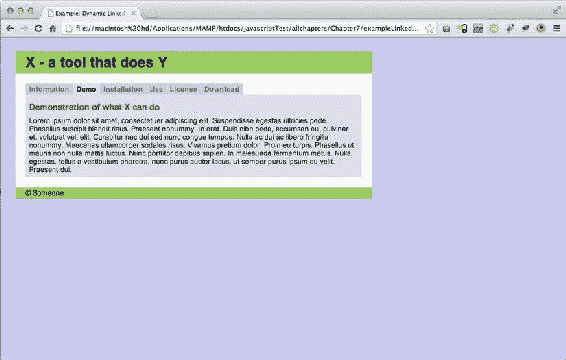 Example: Dynamic Linked
file:///macintosh%20hd/Applications/MAMP/htdocs/javascriptTest/allchapters/Chapter7/exampleLinked...
X - a tool that does Y
Information Demo Installation Use License Download
Demonstration of what X can do
Lorem ipsum dolor sit amet, consectetuer adipiscing elit. Suspendisse egestas ultricies pede.
Phasellus suscipit blandit risus. Praesent nonummy. In erat. Duis nibh pede, accumsan eu, pulvinar
et, volutpat vel, elit. Curabitur nec dui sed nunc congue tempus. Nulla ac dui ac libero fringilla
nonummy. Maecenas ullamcorper sodales risus. Vivamus pretium dolor. Proin eu turpis. Phasellus ut
mauris non nulla mattis luctus. Nunc porttitor dapibus sapien. In malesuada fermentum metus. Nulla
egestas, tellus a vestibulum pharetra, nunc purus auctor lacus, ut semper purus ipsum eu velit.
Praesent dui.
© Someone